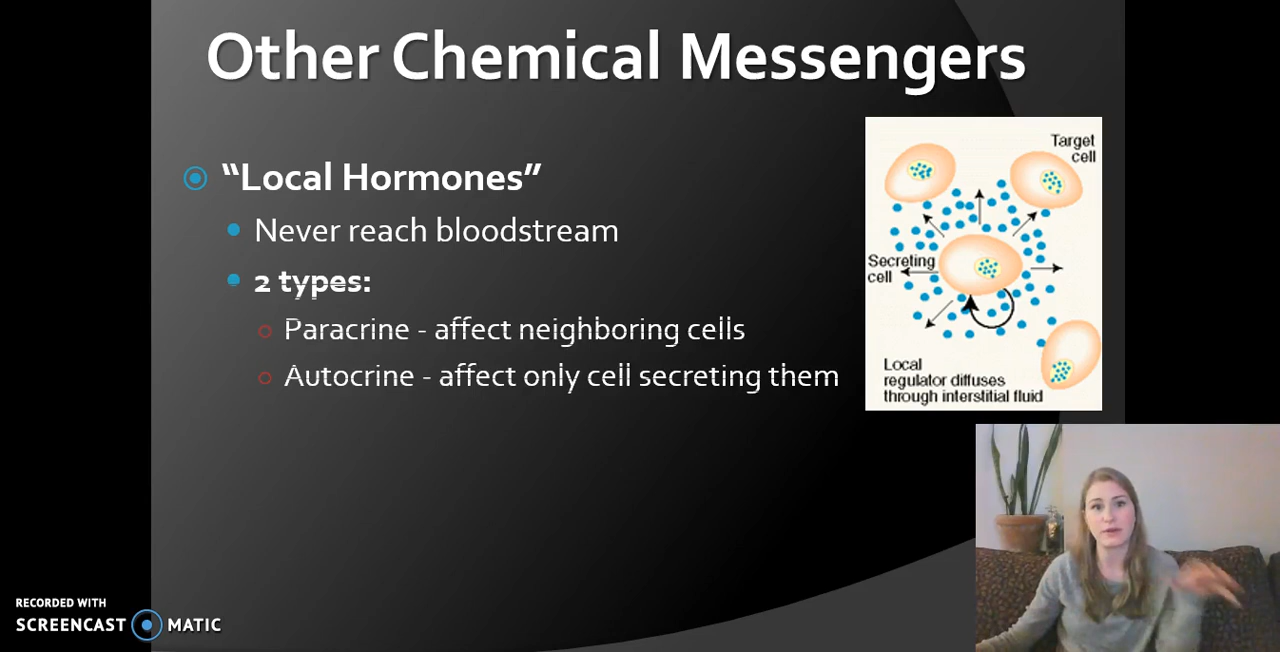 Other Chemical Messengers
“Local Hormones”
Never reach bloodstream
2 types:
Paracrine - affect neighboring cells
Autocrine - affect only cell secreting them
Target
cell
Secreting
cell
Local
regulator diffuses
through interstitial fluid
RECORDED WITH
SCREENCAST MATIC